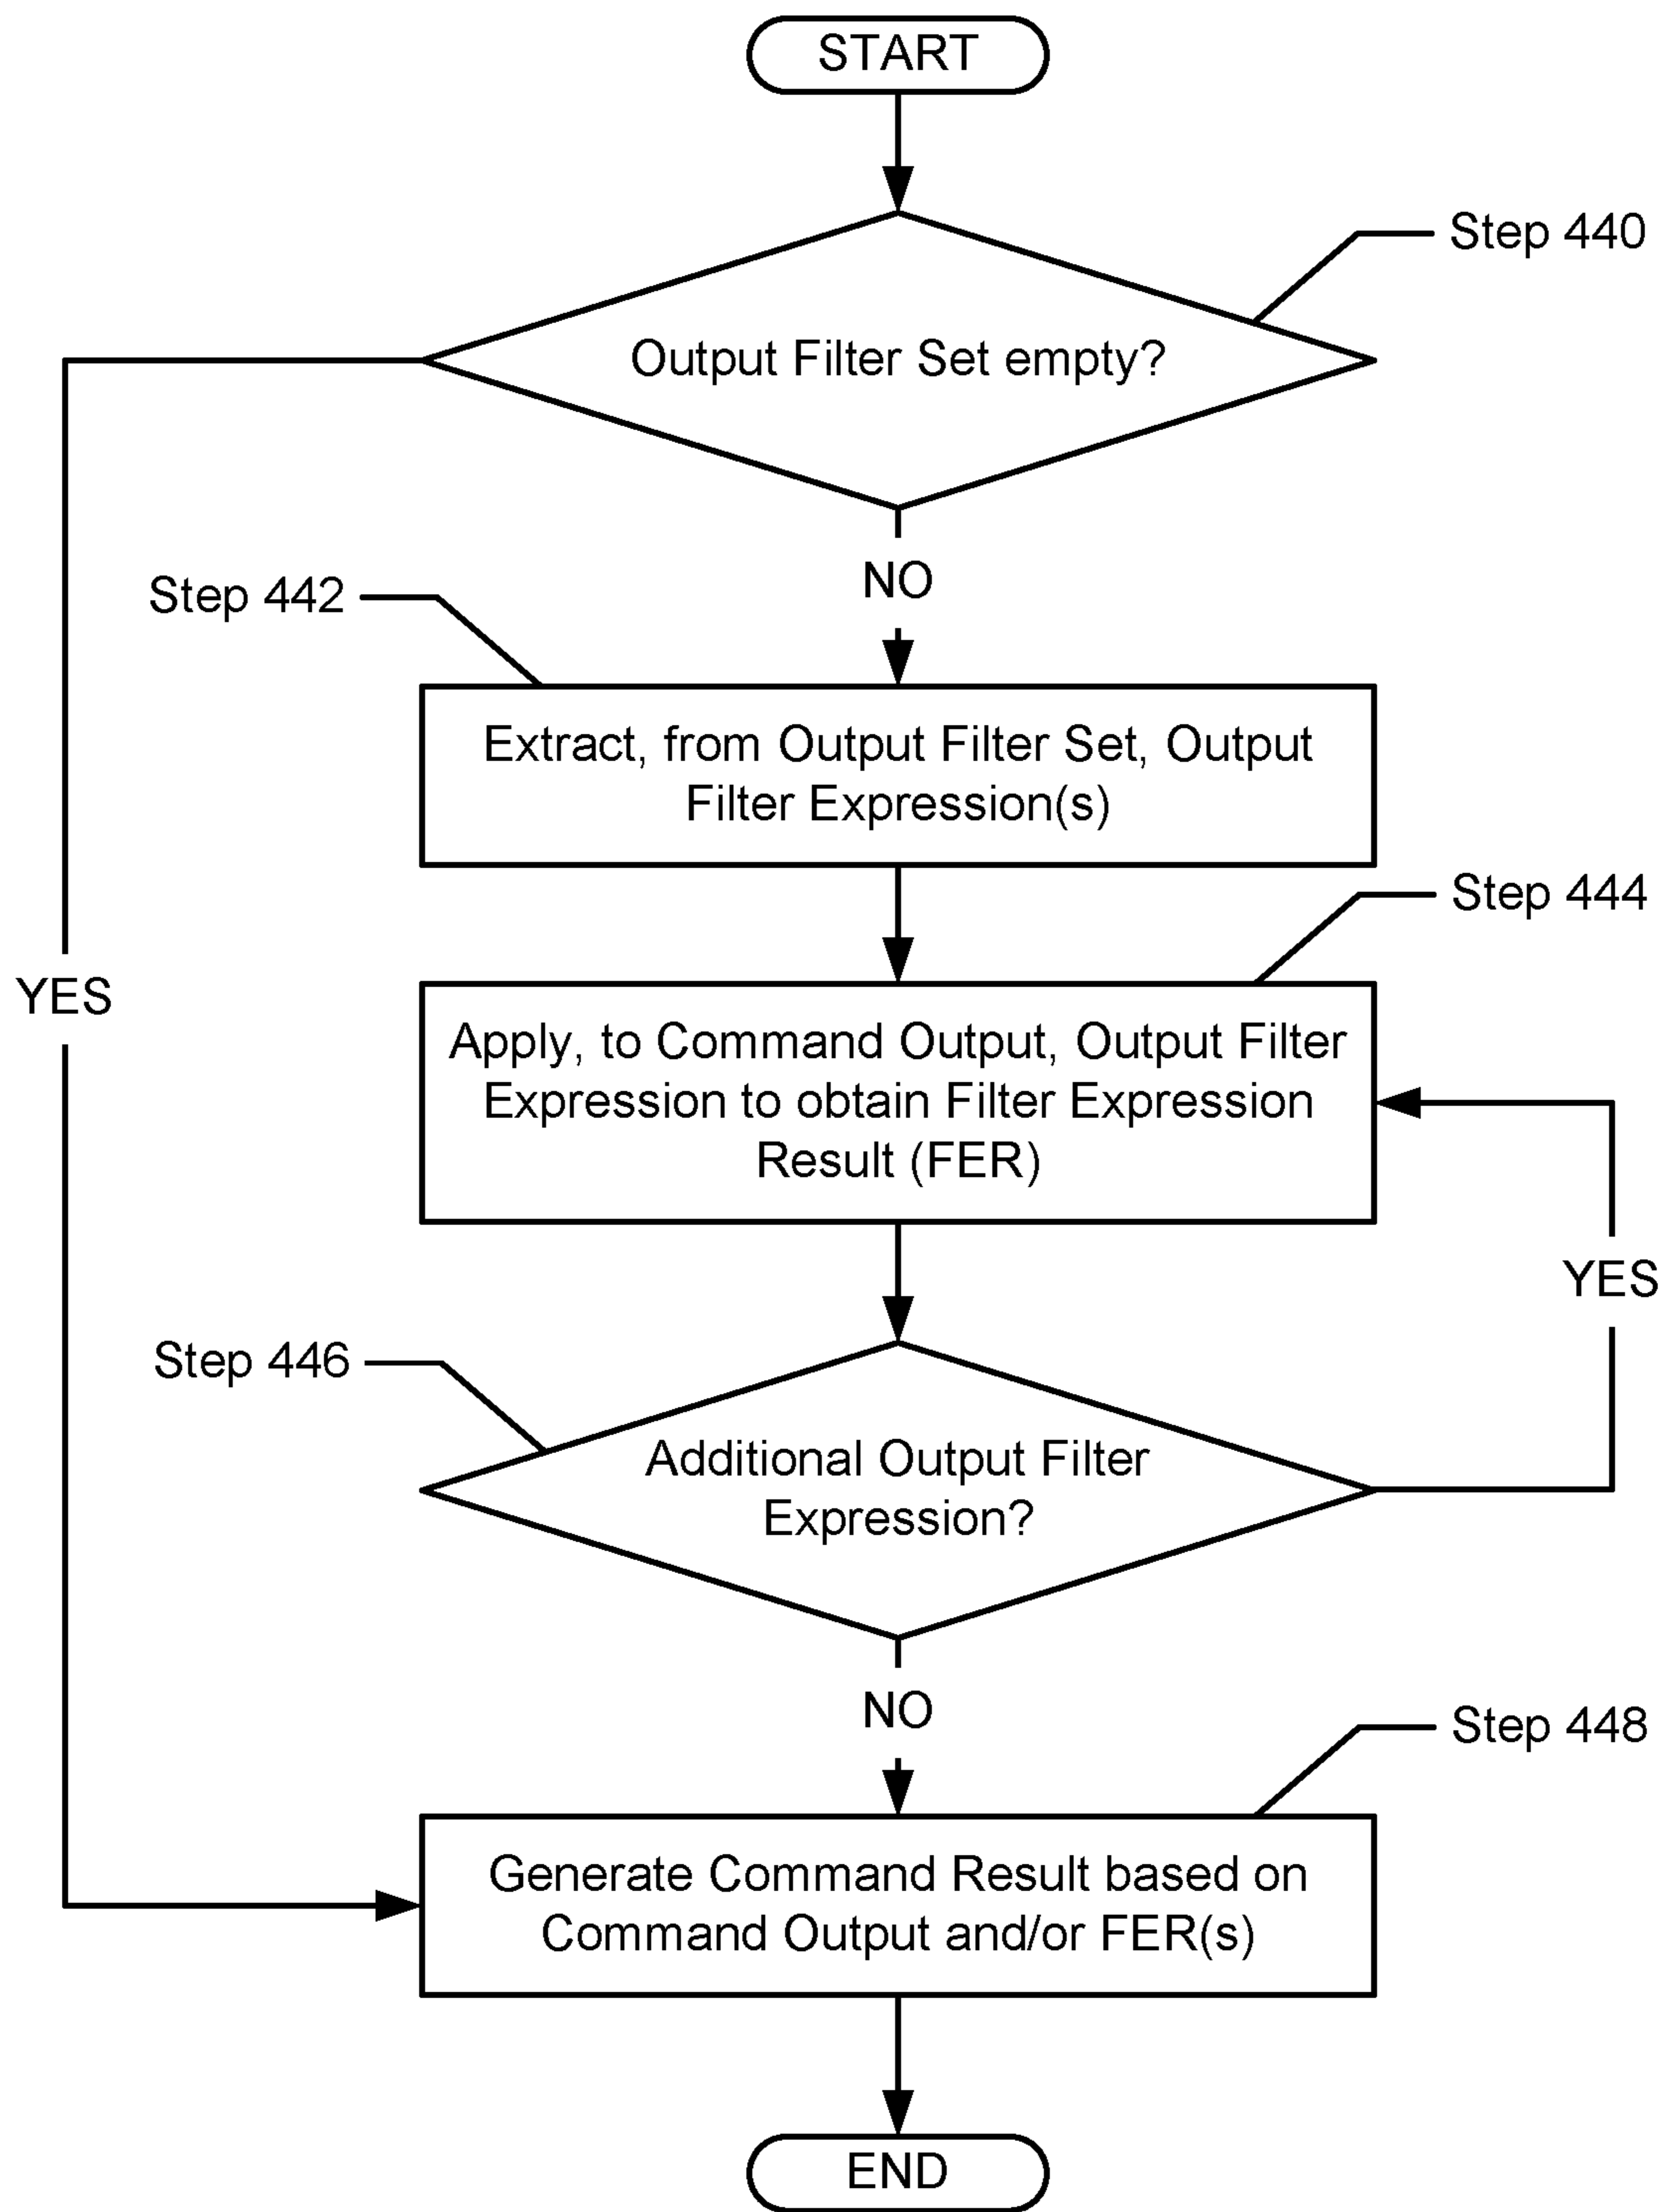 START
Step 440
Output Filter Set empty?
NO
Step 442
Extract, from Output Filter Set, Output
Filter Expression(s)
Step 444
YES
Apply, to Command Output, Output Filter
Expression to obtain Filter Expression
Result (FER)
YES
Step 446
Additional Output Filter
Expression?
NO
Step 448
Generate Command Result based on
Command Output and/or FER(s)
END